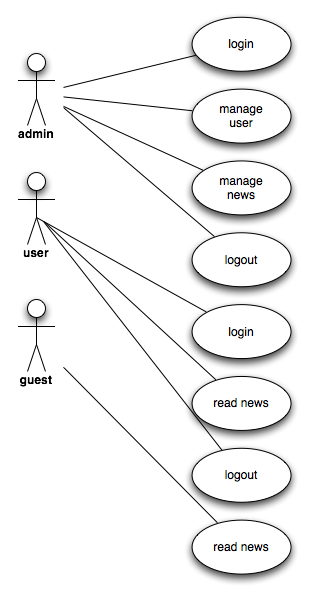 login
admin
manage
user
manage
news
user
logout
login
guest
read news
logout
read news